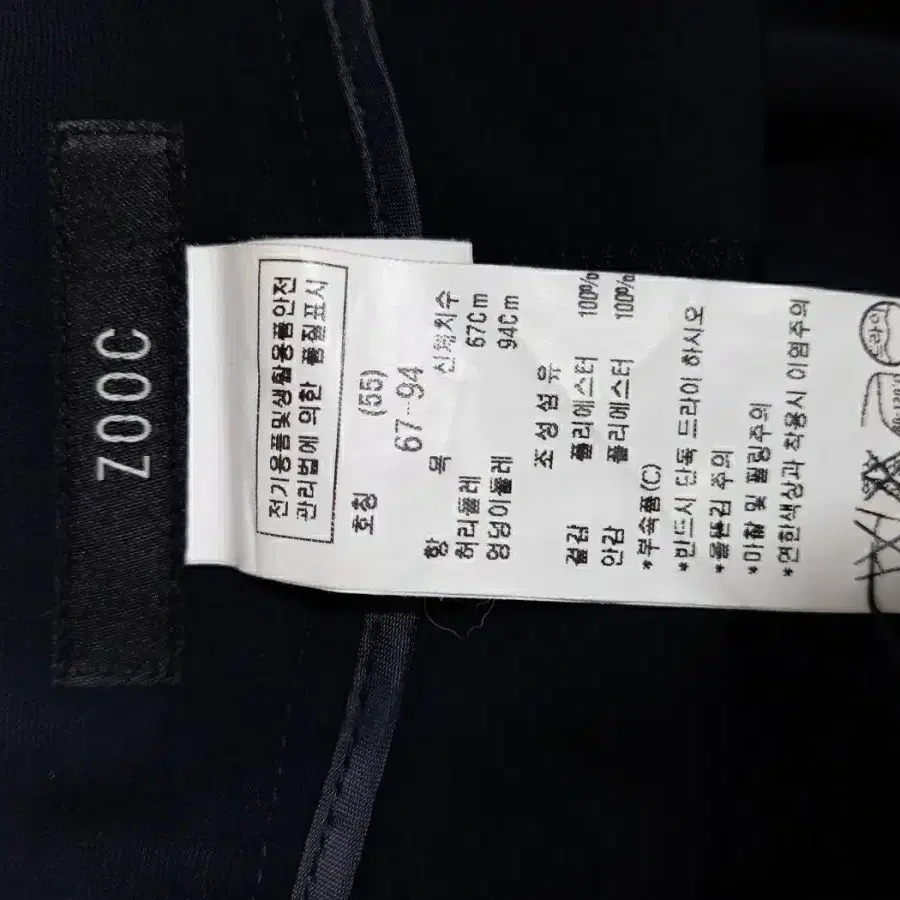 ZOOC
전기용품및생활용품안전
관리법에 의한 품질표시
호칭 (55)
67-94
항 목 신체치수
허리둘레 67Cm
엉덩이둘레 94Cm
조성섬유
겉감 폴리에스터 100%
안감 폴리에스터 100%
*부속품(C)
*반드시 단독 드라이 하시오
*올뜯김 주의
*마찰 및 필링주의
*연한색상과 착용시 이염주의